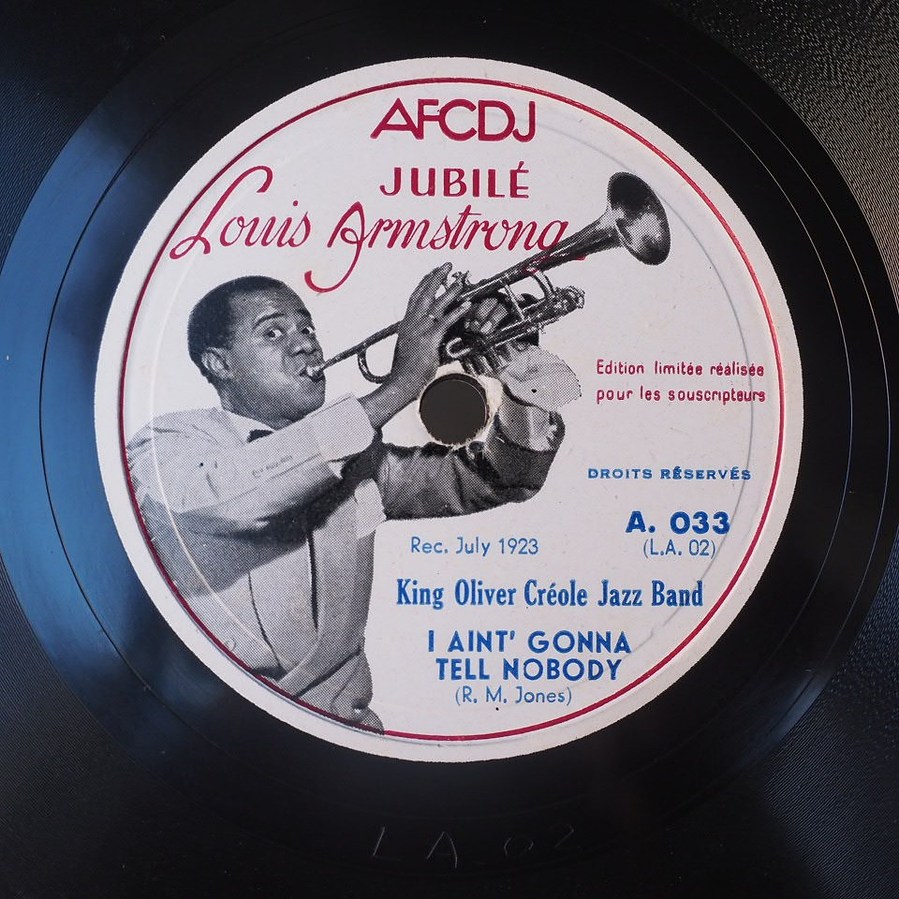 AFCDJ
JUBILÉ
Louis Armstrong
Edition limitée réalisée
pour les souscripteurs
DROITS RÉSERVÉS
A. 033
(L.A. 02)
Rec. July 1923
King Oliver Créole Jazz Band
I AINT' GONNA
TELL NOBODY
(R. M. Jones)
LA 02